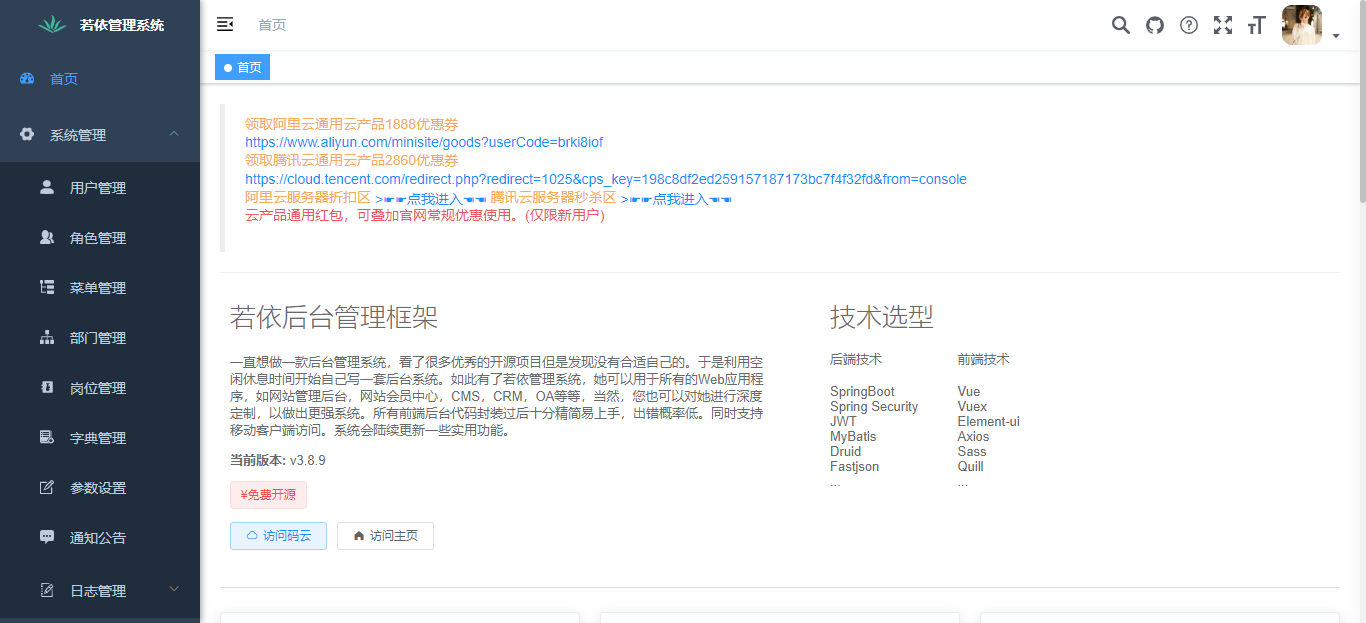 若依管理系统
首页
系统管理
用户管理
角色管理
菜单管理
部门管理
岗位管理
字典管理
参数设置
通知公告
日志管理
首页
首页
领取阿里云通用云产品1888优惠券
https://www.aliyun.com/minisite/goods?userCode=brki8iof
领取腾讯云通用云产品2860优惠券
https://cloud.tencent.com/redirect.php?redirect=1025&cps_key=198c8df2ed259157187173bc7f4f32fd&from=console
阿里云服务器折扣区 >☛☛点我进入☚☚ 腾讯云服务器秒杀区 >☛☛点我进入☚☚
云产品通用红包，可叠加官网常规优惠使用。(仅限新用户)
若依后台管理框架
一直想做一款后台管理系统，看了很多优秀的开源项目但是发现没有合适自己的。于是利用空
闲休息时间开始自己写一套后台系统。如此有了若依管理系统，她可以用于所有的Web应用程
序，如网站管理后台，网站会员中心，CMS，CRM，OA等等，当然，您也可以对她进行深度
定制，以做出更强系统。所有前端后台代码封装过后十分精简易上手，出错概率低。同时支持
移动客户端访问。系统会陆续更新一些实用功能。
当前版本: v3.8.9
¥免费开源
访问码云
访问主页
技术选型
后端技术
SpringBoot
Spring Security
JWT
MyBatis
Druid
Fastjson
...
前端技术
Vue
Vuex
Element-ui
Axios
Sass
Quill
...